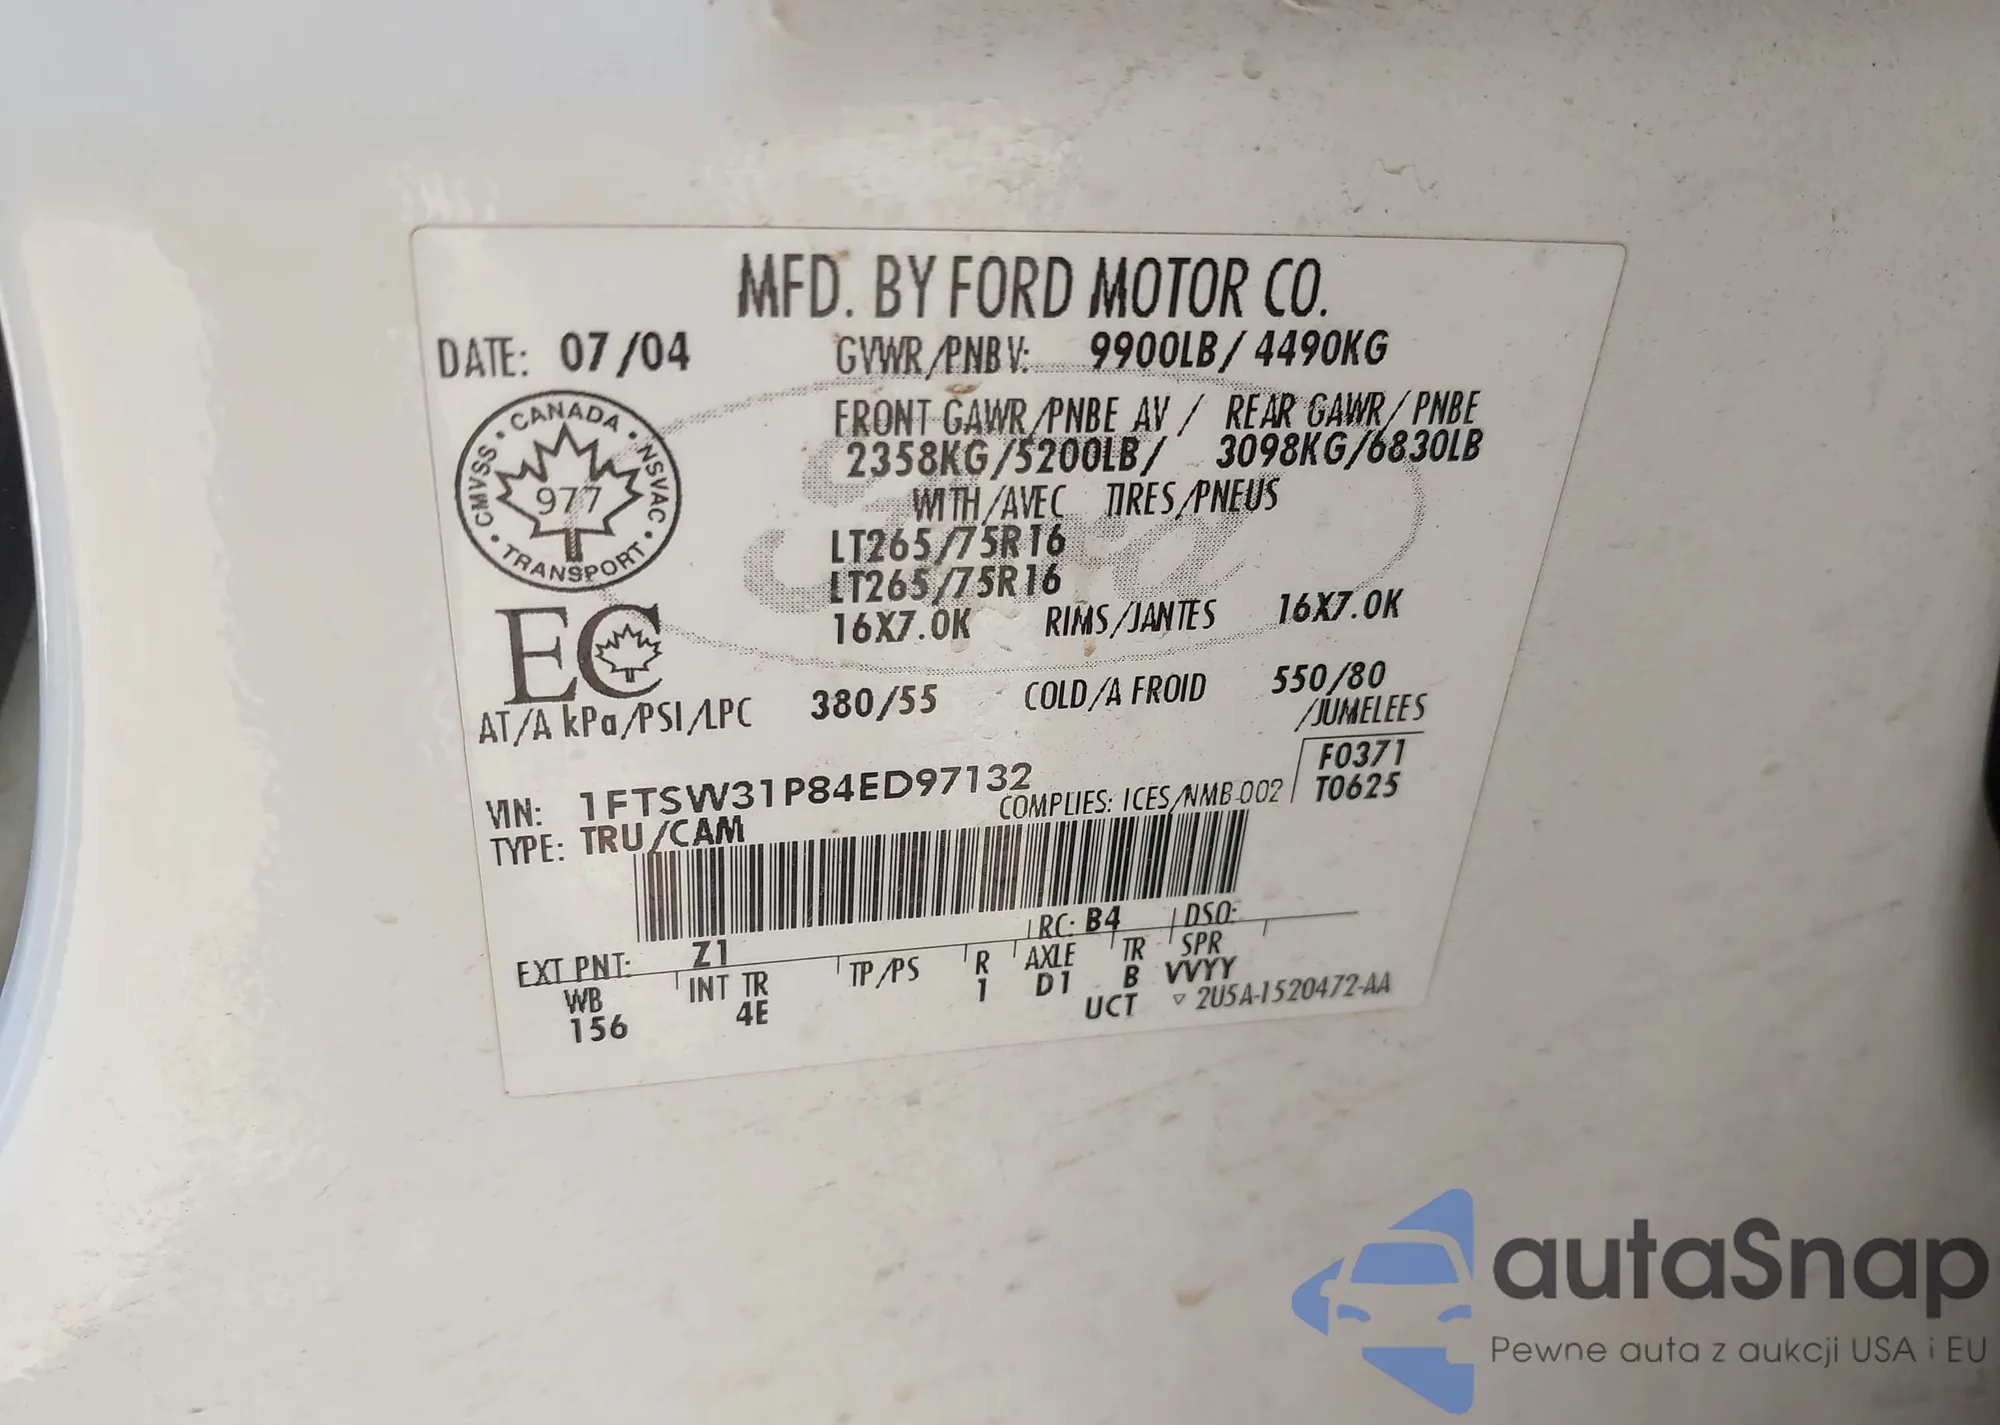 MFD. BY FORD MOTOR CO.
DATE: 07/04 GVWR/PNBV: 9900LB/ 4490KG
FRONT GAWR/PNBE AV / REAR GAWR/PNBE
2358KG/5200LB/ 3098KG/6830LB
WITH/AVEC TIRES/PNEUS
LT265/75R16
LT265/75R16
16X7.0K RIMS/JANTES 16X7.0K
CANADA • NSVAC • TRANSPORT • CMVSS •
977
EC
AT/A kPa/PSI/LPC 380/55 COLD/A FROID 550/80
/JUMELEES
VIN: 1FTSW31P84ED97132
F0371
T0625
COMPLIES: ICES/NMB-002
TYPE: TRU/CAM
RC: B4 DSO:
EXT PNT: Z1
WB INT TR TP/PS R AXLE TR SPR
156 4E 1 D1 B VVYY
UCT ▽ 2U5A-1520472-AA
autaSnap
Pewne auta z aukcji USA i EU